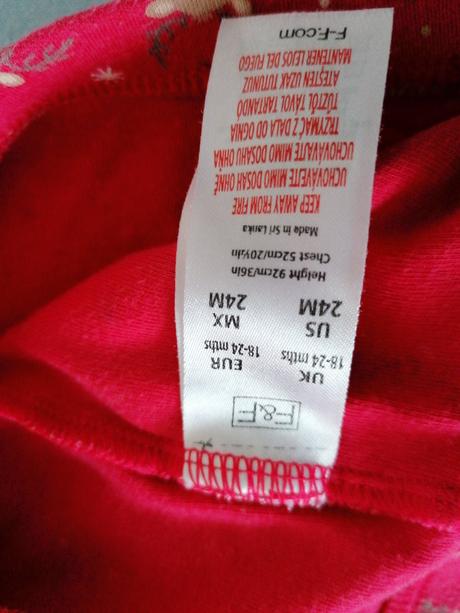 F&F
UK EUR
18-24 mths 18-24 mths
US MX
24M 24M
Height 92cm/36in
Chest 52cm/20½in
Made in Sri Lanka
KEEP AWAY FROM FIRE
UCHOVÁVEJTE MIMO DOSAH OHNĚ
UCHOVÁVAJTE MIMO DOSAHU OHŇA
TRZYMAĆ Z DALA OD OGNIA
TŰZTŐL TÁVOL TARTANDÓ
ATEŞTEN UZAK TUTUNUZ
MANTENER LEJOS DEL FUEGO
F-F.com